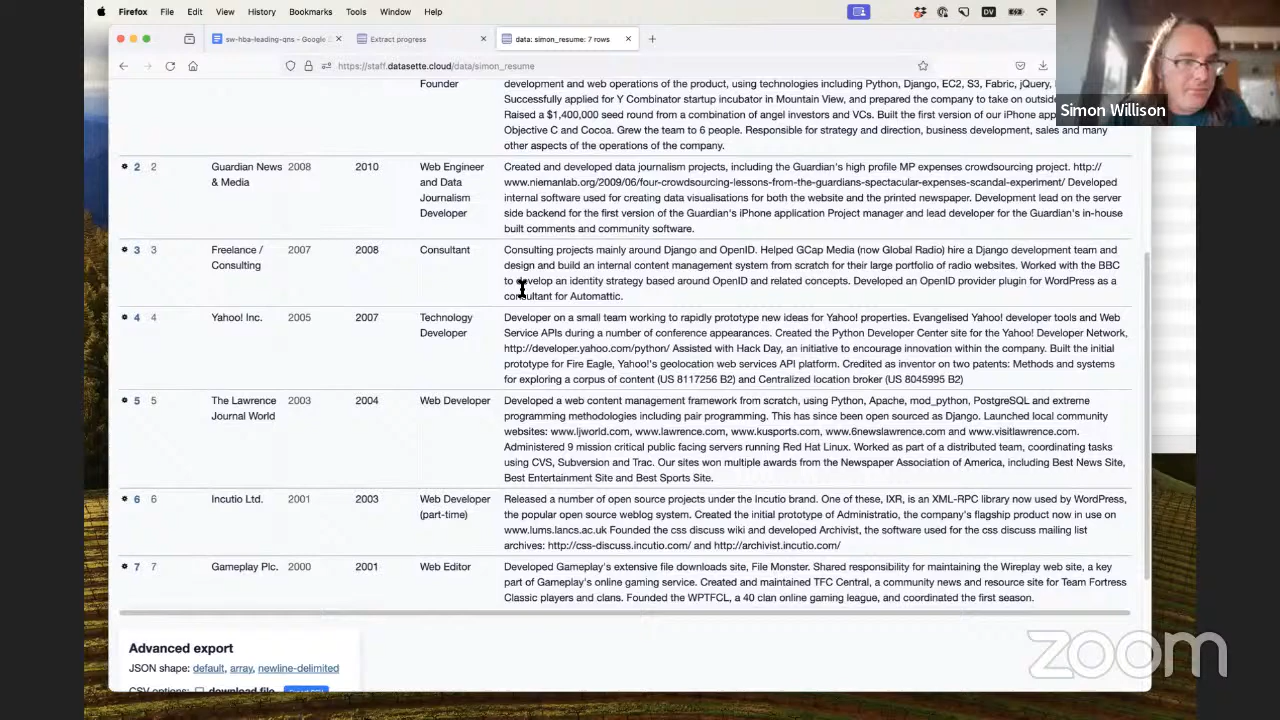 Firefox File Edit View History Bookmarks Tools Window Help
DV
sw-hba-leading-qns - Google
Extract progress
data: simon_resume: 7 rows
https://staff.datasette.cloud/data/simon_resume
Simon Willison
Founder
development and web operations of the product, using technologies including Python, Django, EC2, S3, Fabric, jQuery,
Successfully applied for Y Combinator startup incubator in Mountain View, and prepared the company to take on outside
Raised a $1,400,000 seed round from a combination of angel investors and VCs. Built the first version of our iPhone app
Objective C and Cocoa. Grew the team to 6 people. Responsible for strategy and direction, business development, sales and many
other aspects of the operations of the company.
2 2 Guardian News & Media 2008 2010 Web Engineer and Data Journalism Developer
Created and developed data journalism projects, including the Guardian's high profile MP expenses crowdsourcing project. http://
www.niemanlab.org/2009/06/four-crowdsourcing-lessons-from-the-guardians-spectacular-expenses-scandal-experiment/ Developed
internal software used for creating data visualisations for both the website and the printed newspaper. Development lead on the server
side backend for the first version of the Guardian's iPhone application Project manager and lead developer for the Guardian's in-house
built comments and community software.
3 3 Freelance / Consulting 2007 2008 Consultant
Consulting projects mainly around Django and OpenID. Helped GCap Media (now Global Radio) hire a Django development team and
design and build an internal content management system from scratch for their large portfolio of radio websites. Worked with the BBC
to develop an identity strategy based around OpenID and related concepts. Developed an OpenID provider plugin for WordPress as a
consultant for Automattic.
4 4 Yahoo! Inc. 2005 2007 Technology Developer
Developer on a small team working to rapidly prototype new ideas for Yahoo! properties. Evangelised Yahoo! developer tools and Web
Service APIs during a number of conference appearances. Created the Python Developer Center site for the Yahoo! Developer Network,
http://developer.yahoo.com/python/ Assisted with Hack Day, an initiative to encourage innovation within the company. Built the initial
prototype for Fire Eagle, Yahoo!'s geolocation web services API platform. Credited as inventor on two patents: Methods and systems
for exploring a corpus of content (US 8117256 B2) and Centralized location broker (US 8045995 B2)
5 5 The Lawrence Journal World 2003 2004 Web Developer
Developed a web content management framework from scratch, using Python, Apache, mod_python, PostgreSQL and extreme
programming methodologies including pair programming. This has since been open sourced as Django. Launched local community
websites: www.ljworld.com, www.lawrence.com, www.kusports.com, www.6newslawrence.com and www.visitlawrence.com.
Administered 9 mission critical public facing servers running Red Hat Linux. Worked as part of a distributed team, coordinating tasks
using CVS, Subversion and Trac. Our sites won multiple awards from the Newspaper Association of America, including Best News Site,
Best Entertainment Site and Best Sports Site.
6 6 Incutio Ltd. 2001 2003 Web Developer (part-time)
Released a number of open source projects under the Incutio brand. One of these, IXR, is an XML-RPC library now used by WordPress,
the popular open source weblog system. Created the initial prototype of Administratio, the company's flagship product now in use on
www.lums.lancs.ac.uk Founded the css discuss wiki and developed Archivist, the software used for the css discuss mailing list
archives: http://css-discuss.incutio.com/ and http://archivist.incutio.com/
7 7 Gameplay Plc. 2000 2001 Web Editor
Developed Gameplay's extensive file downloads site, File Monster. Shared responsibility for maintaining the Wireplay web site, a key
part of Gameplay's online gaming service. Created and maintained TFC Central, a community news and resource site for Team Fortress
Classic players and clans. Founded the WPTFCL, a 40 clan online gaming league, and coordinated the first season.
Advanced export
JSON shape: default, array, newline-delimited
CSV options: download file
zoom